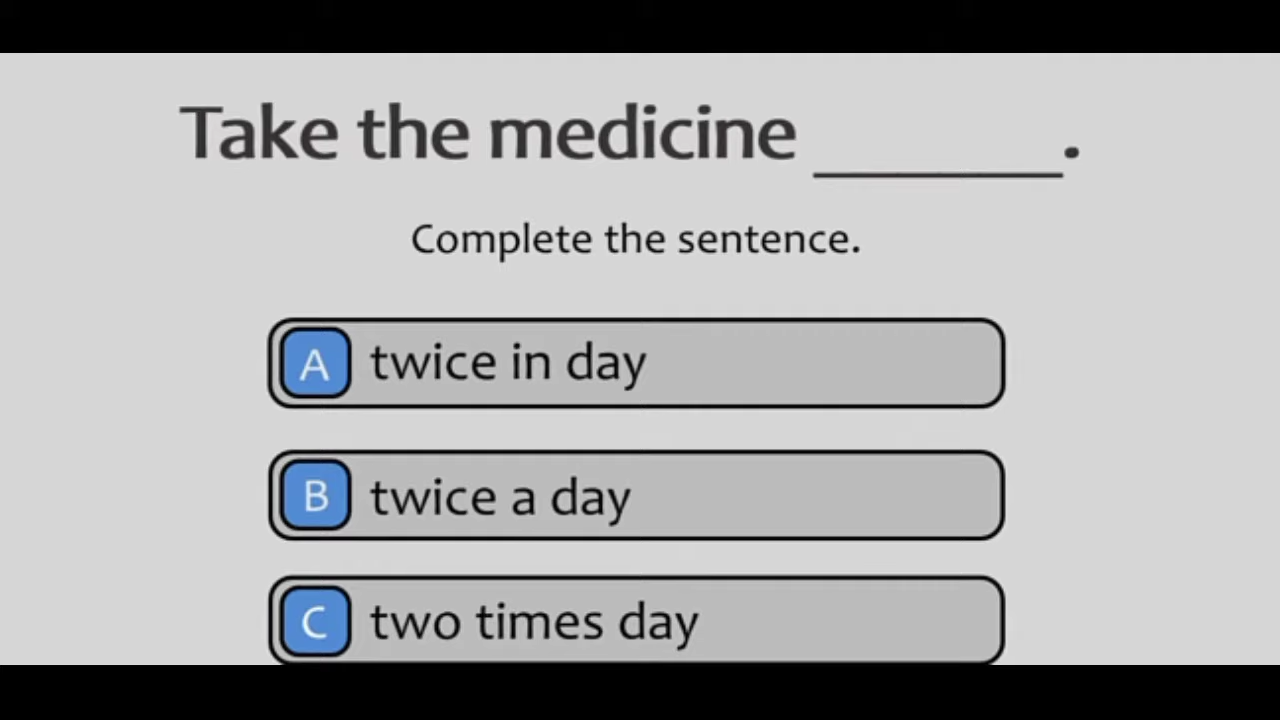 Take the medicine ________.
Complete the sentence.
A twice in day
B twice a day
C two times day